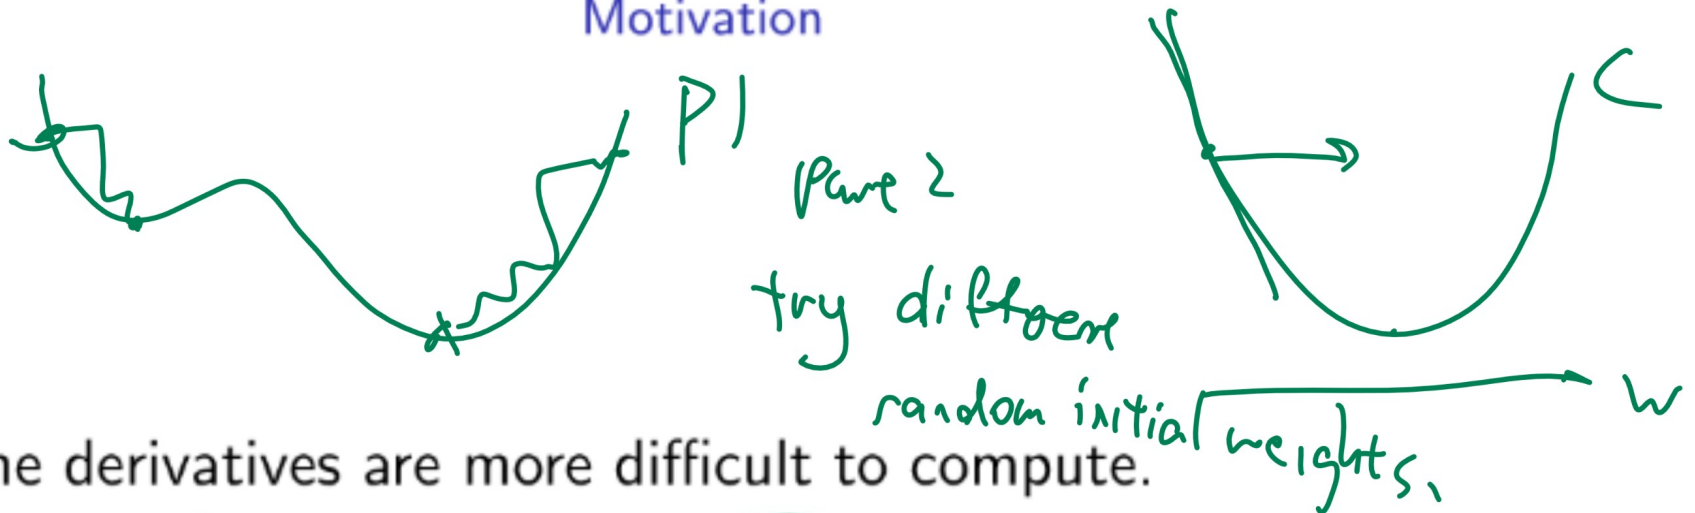 Motivation
P1
C
Part 2
try different
random initial weights.
W
he derivatives are more difficult to compute.